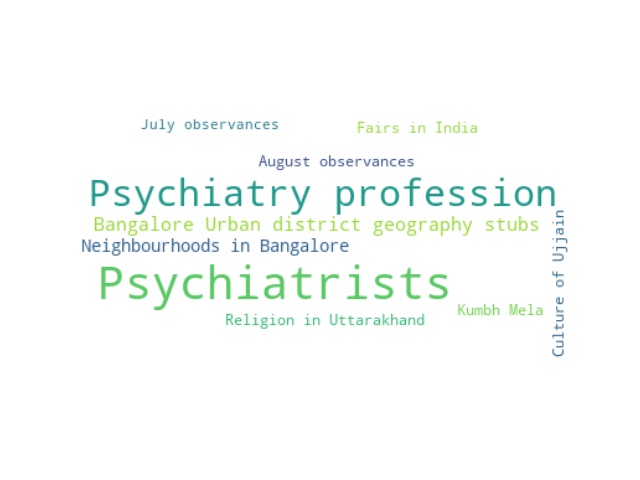 July observances
Fairs in India
August observances
Psychiatry profession
Bangalore Urban district geography stubs
Neighbourhoods in Bangalore
Psychiatrists
Kumbh Mela
Religion in Uttarakhand
Culture of Ujjain